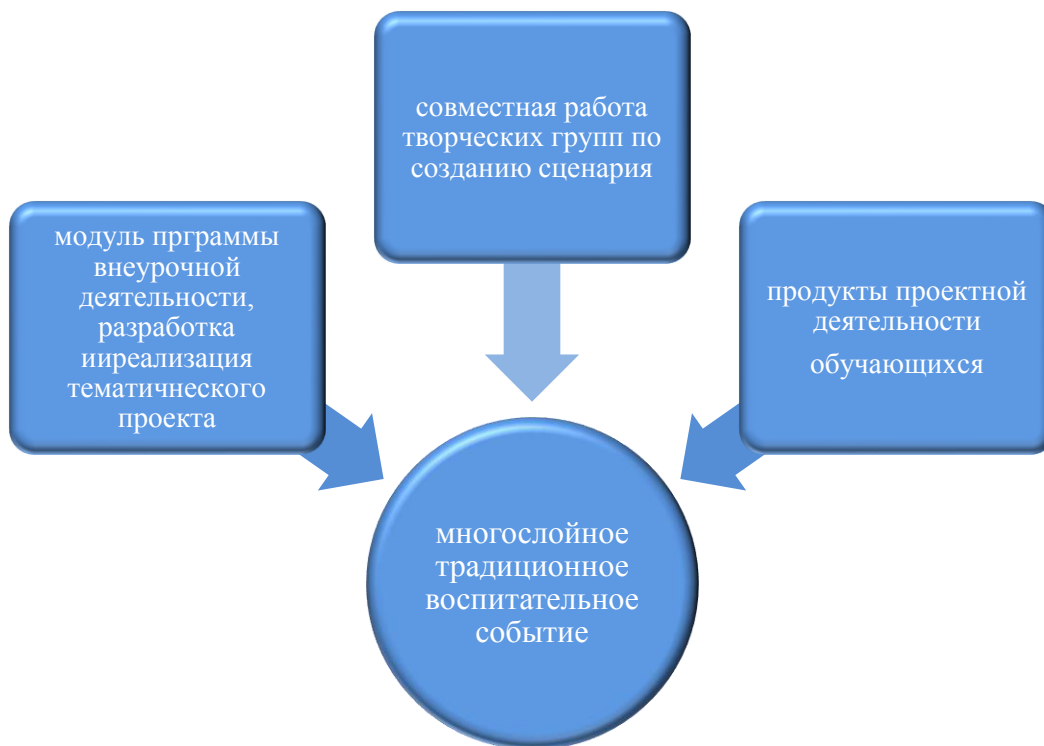 совместная работа
творческих групп по
созданию сценария
модуль прграммы
внеурочной
деятельности,
разработка
ииреализация
тематичнеского
проекта
продукты проектной
деятельности
обучающихся
многослойное
традиционное
воспитательное
событие